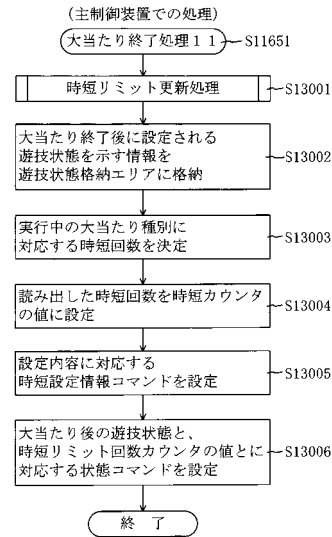 (主制御装置での処理)
大当たり終了処理11
S11651
時短リミット更新処理
S13001
大当たり終了後に設定される
遊技状態を示す情報を
遊技状態格納エリアに格納
S13002
実行中の大当たり種別に
対応する時短回数を決定
S13003
読み出した時短回数を時短カウンタ
の値に設定
S13004
設定内容に対応する
時短設定情報コマンドを設定
S13005
大当たり後の遊技状態と、
時短リミット回数カウンタの値とに
対応する状態コマンドを設定
S13006
終 了